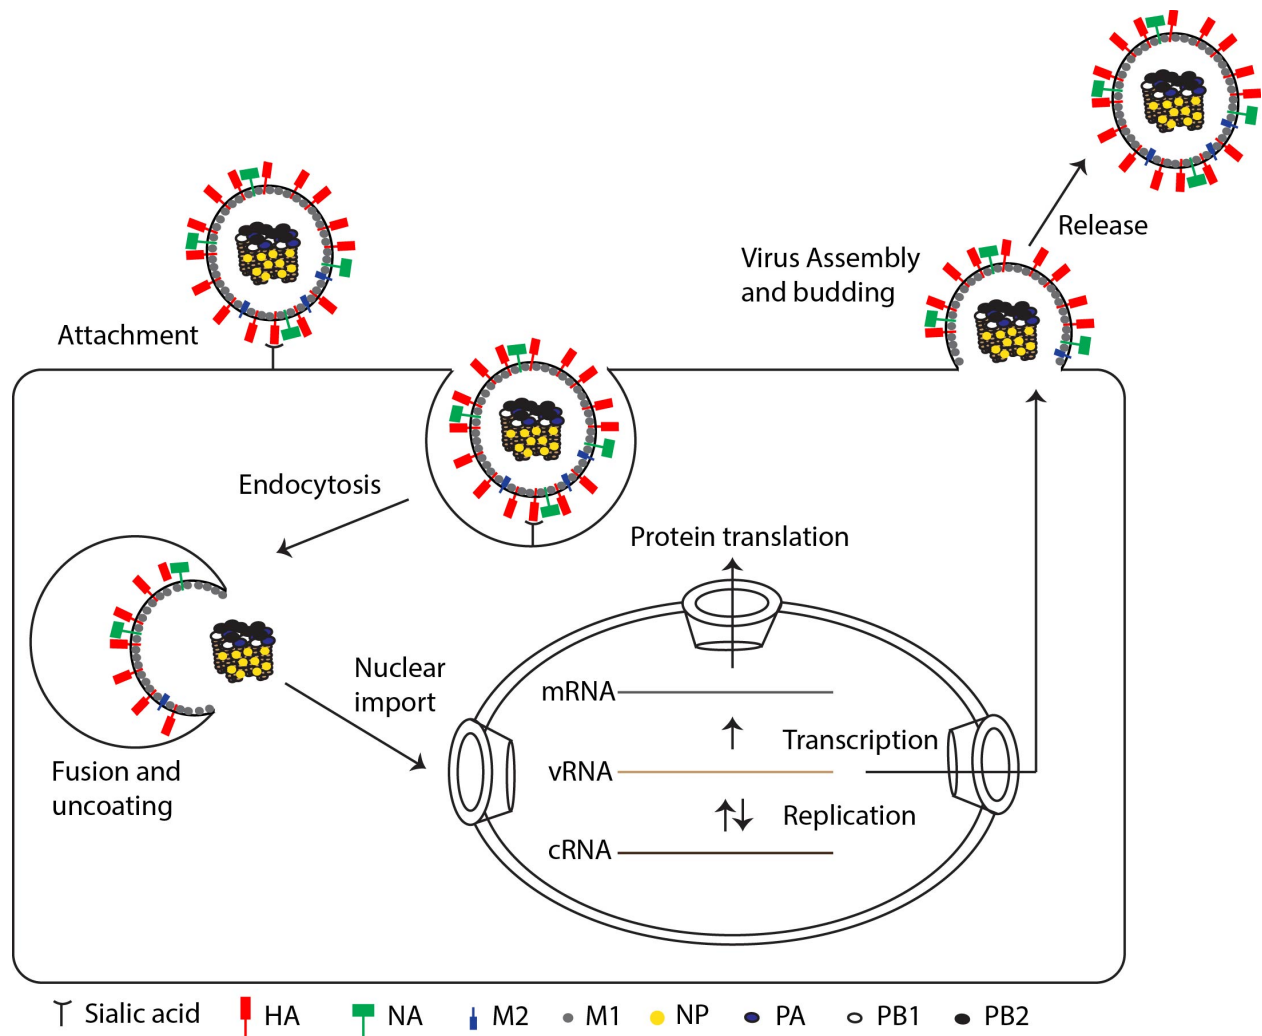 Release
Virus Assembly
and budding
Attachment
Endocytosis
Protein translation
Nuclear
import
mRNA
Transcription
vRNA
Fusion and
uncoating
Replication
cRNA
Sialic acid HA NA M2 M1 NP PA PB1 PB2